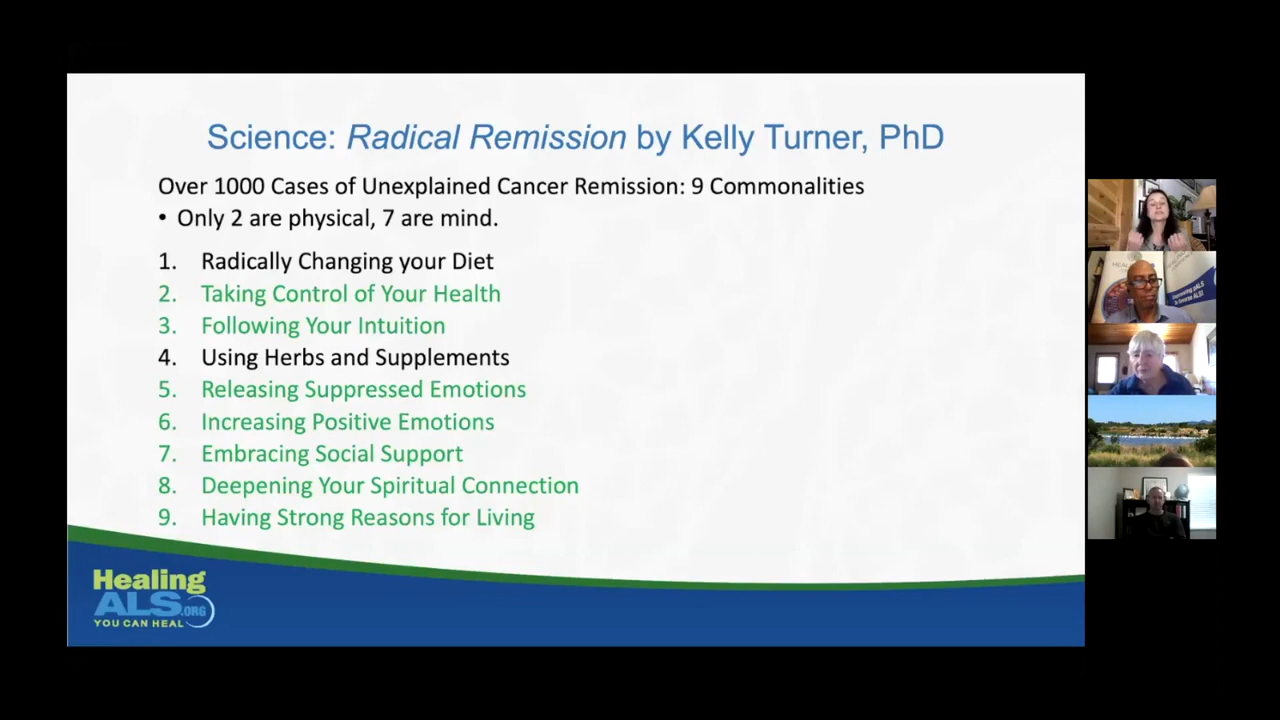 Science: Radical Remission by Kelly Turner, PhD
Over 1000 Cases of Unexplained Cancer Remission: 9 Commonalities
• Only 2 are physical, 7 are mind.
1. Radically Changing your Diet
2. Taking Control of Your Health
3. Following Your Intuition
4. Using Herbs and Supplements
5. Releasing Suppressed Emotions
6. Increasing Positive Emotions
7. Embracing Social Support
8. Deepening Your Spiritual Connection
9. Having Strong Reasons for Living
Healing
ALS.ORG
YOU CAN HEAL